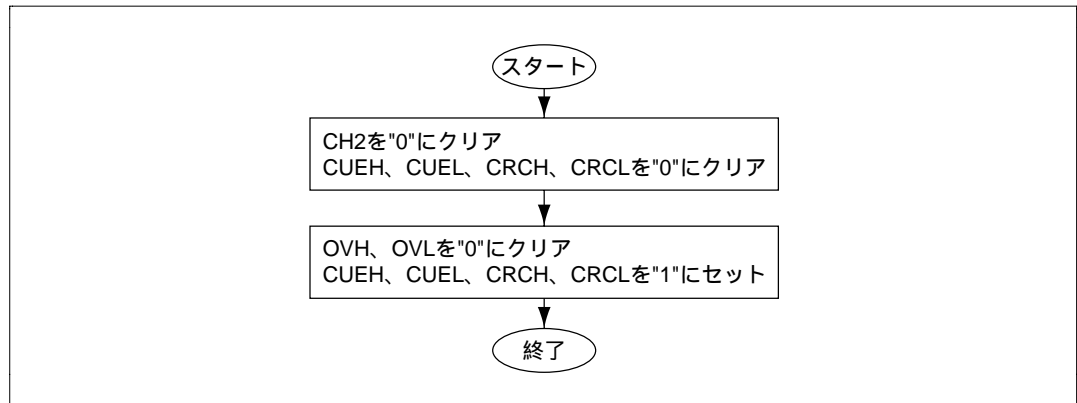 スタート
CH2を"0"にクリア
CUEH、CUEL、CRCH、CRCLを"0"にクリア
OVH、OVLを"0"にクリア
CUEH、CUEL、CRCH、CRCLを"1"にセット
終了